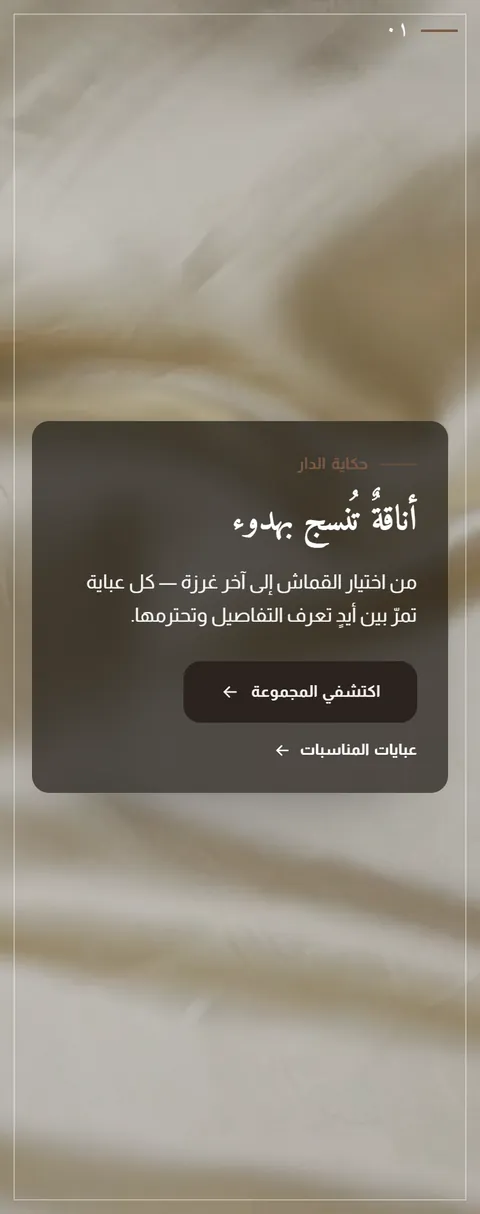 ٠١
حكاية الدار
أناقةٌ تُنسج بهدوء
من اختيار القماش إلى آخر غرزة — كل عباية
تمرّ بين أيدٍ تعرف التفاصيل وتحترمها.
اكتشفي المجموعة ←
عبايات المناسبات ←